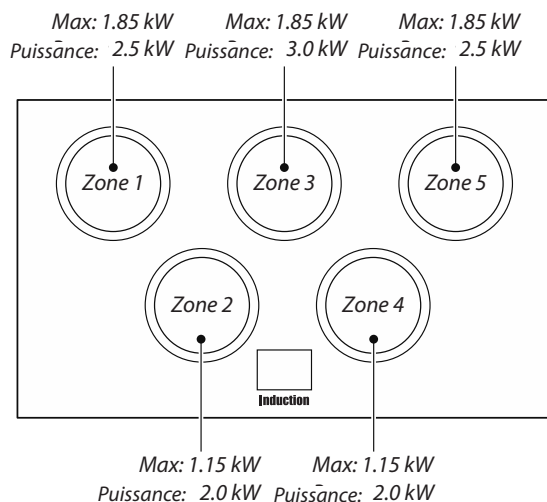 Max: 1.85 kW
Puissance: 2.5 kW
Max: 1.85 kW
Puissance: 3.0 kW
Max: 1.85 kW
Puissance: 2.5 kW
Zone 1
Zone 3
Zone 5
Zone 2
Zone 4
Induction
Max: 1.15 kW
Puissance: 2.0 kW
Max: 1.15 kW
Puissance: 2.0 kW